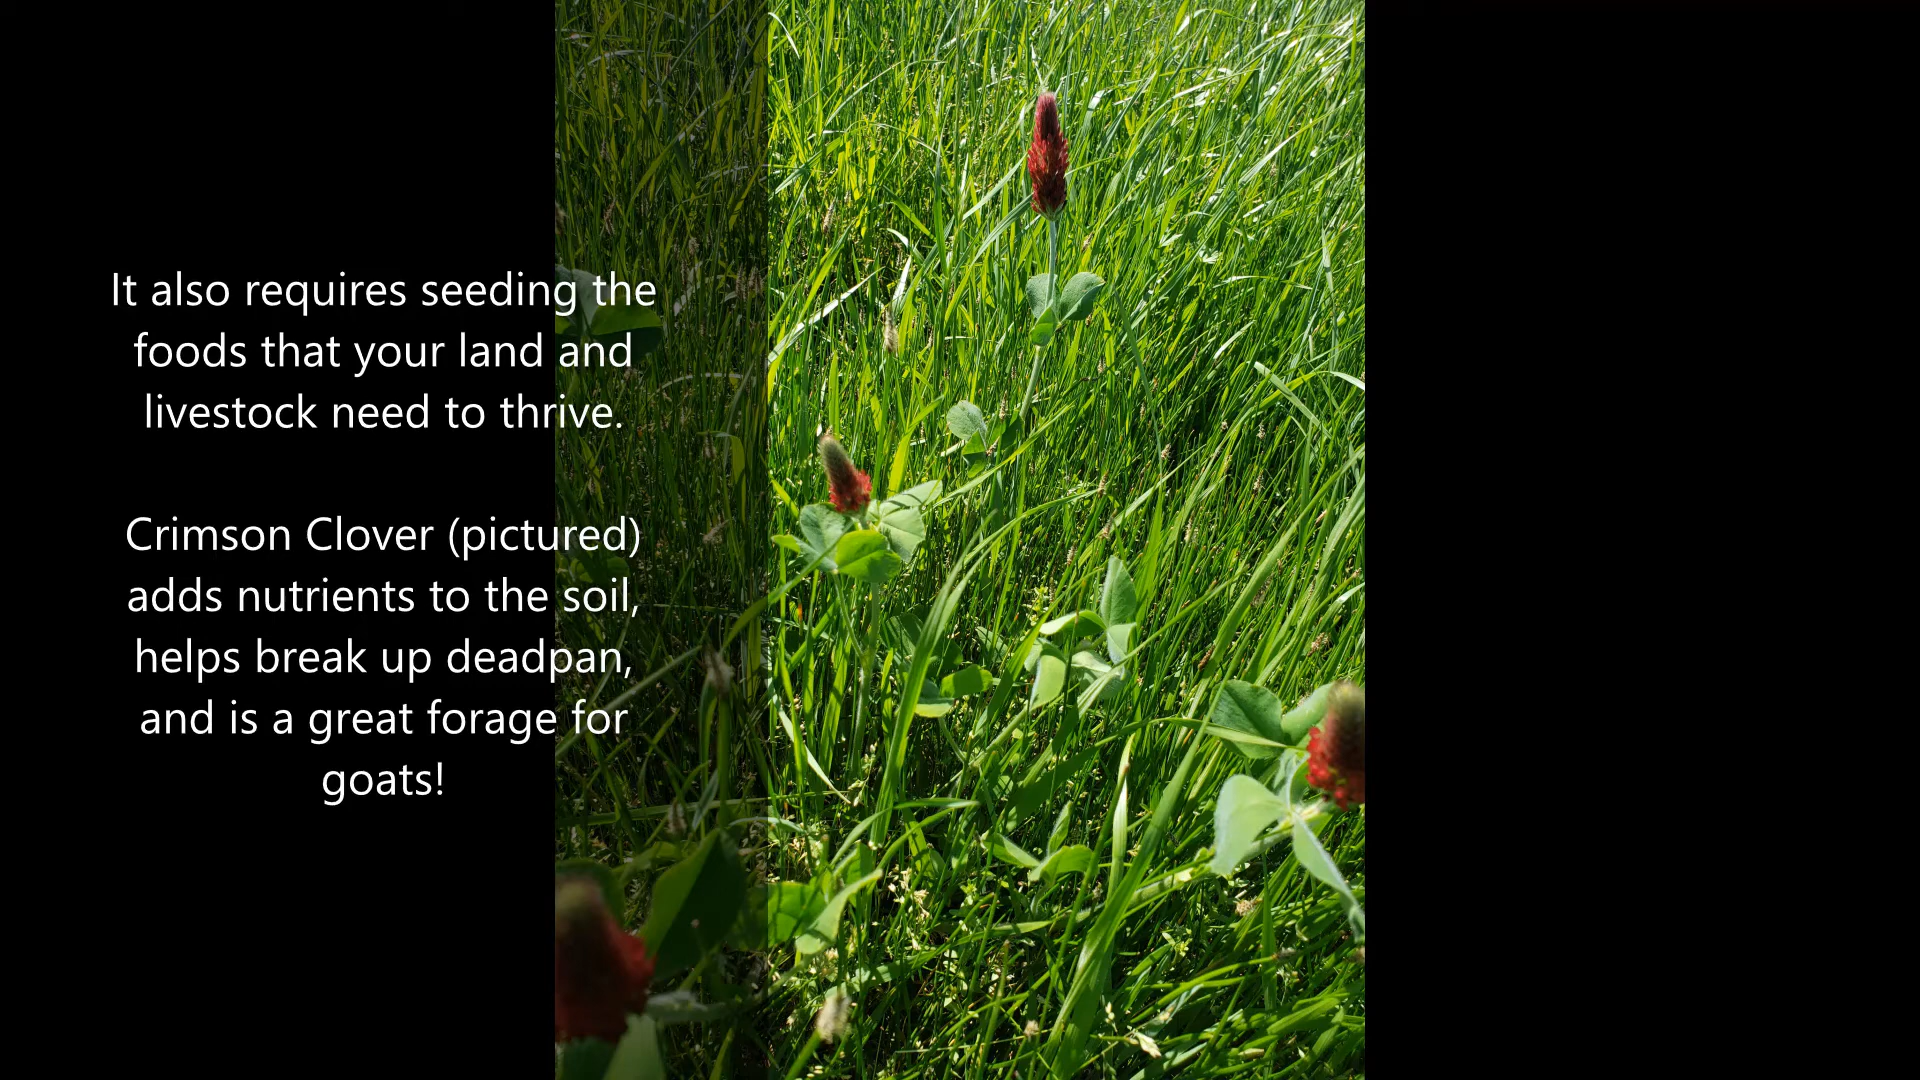 It also requires seeding the
foods that your land and
livestock need to thrive.
Crimson Clover (pictured)
adds nutrients to the soil,
helps break up deadpan,
and is a great forage for
goats!